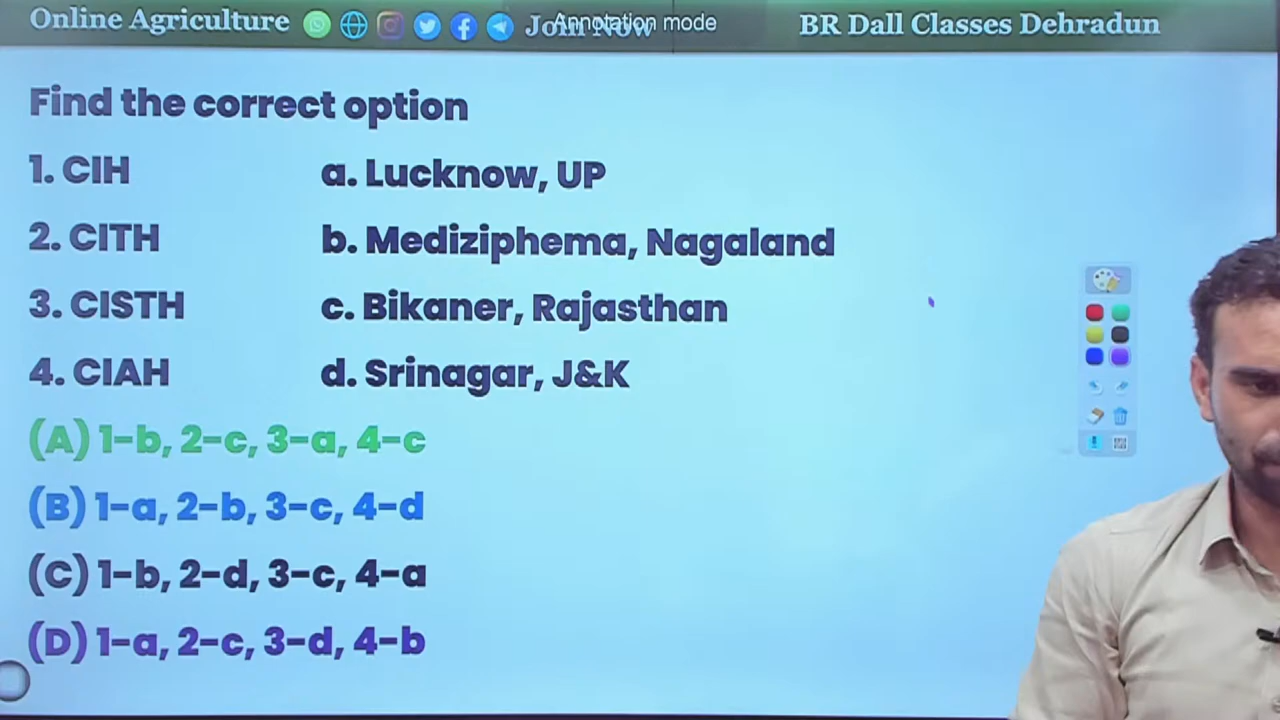 Online Agriculture Join Now Annotation mode BR Dall Classes Dehradun
Find the correct option
1. CIH a. Lucknow, UP
2. CITH b. Mediziphema, Nagaland
3. CISTH c. Bikaner, Rajasthan
4. CIAH d. Srinagar, J&K
(A) 1-b, 2-c, 3-a, 4-c
(B) 1-a, 2-b, 3-c, 4-d
(C) 1-b, 2-d, 3-c, 4-a
(D) 1-a, 2-c, 3-d, 4-b